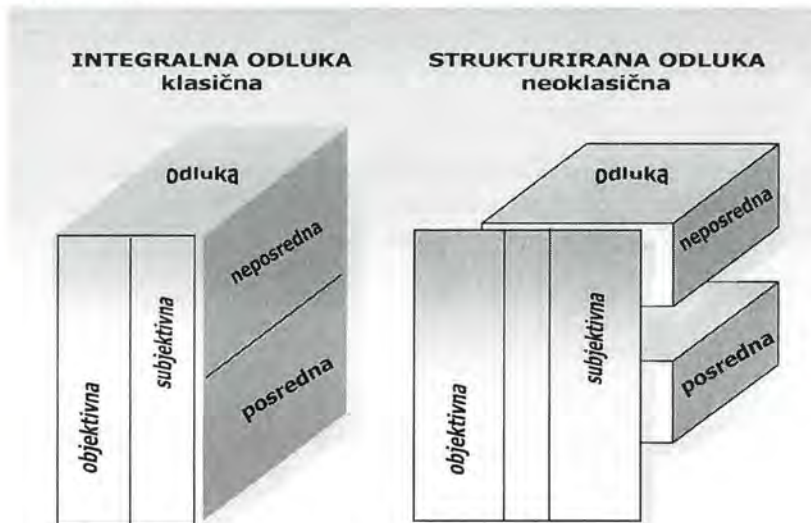 INTEGRALNA ODLUKA
klasična
STRUKTURIRANA ODLUKA
neoklasična
odluka
neposredna
posredna
objektivna
subjektivna
odluka
neposredna
posredna
objektivna
subjektivna